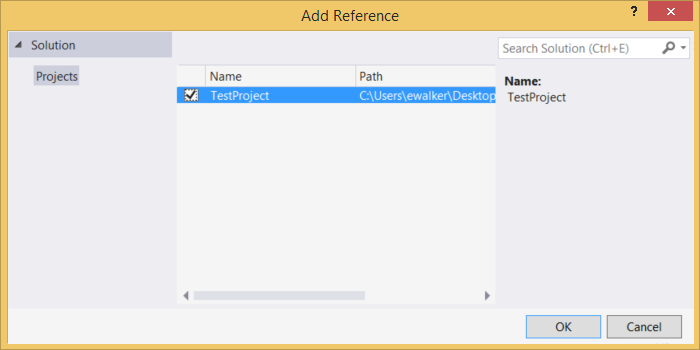 Add Reference
?
Solution
Search Solution (Ctrl+E)
Projects
Name Path
TestProject C:\Users\ewalker\Desktop
Name:
TestProject
OK Cancel